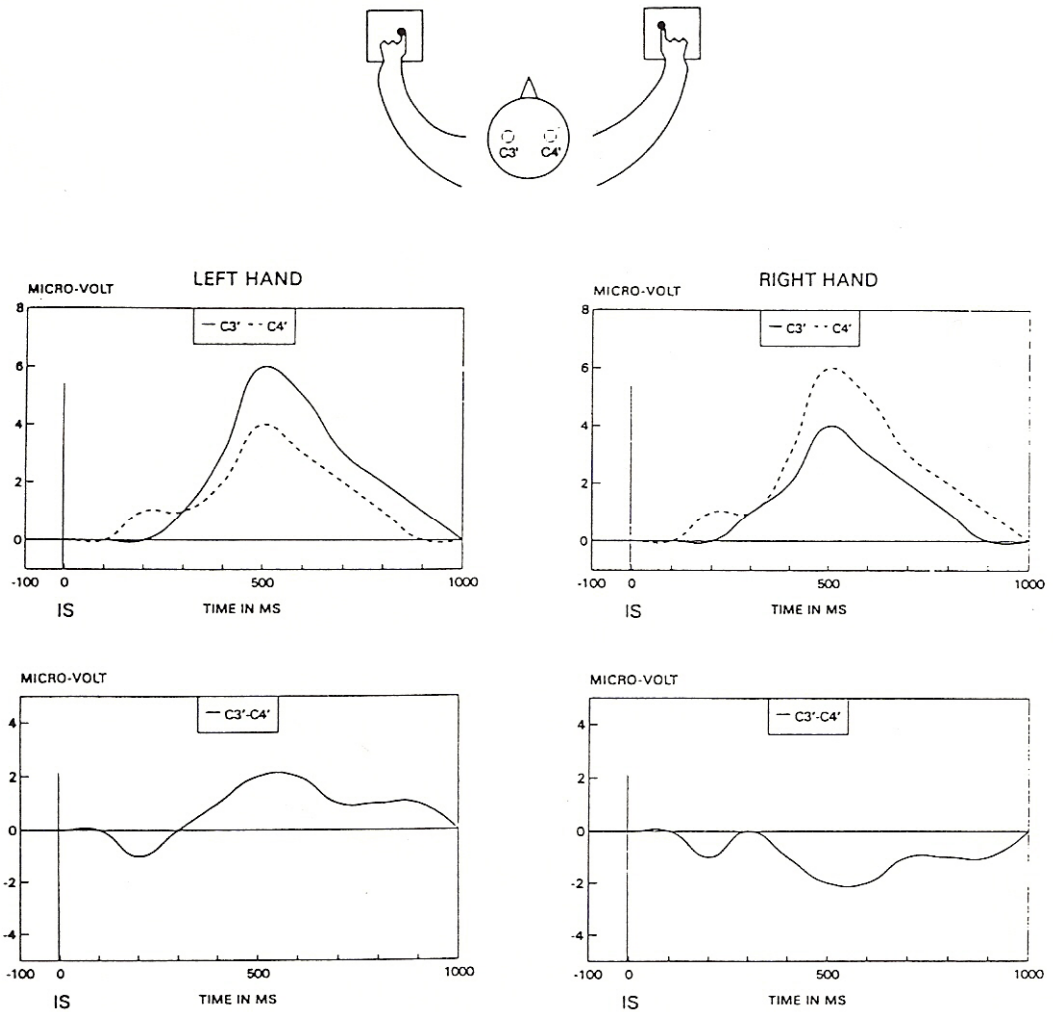 C3' C4'
LEFT HAND
MICRO-VOLT
8
— C3' - - C4'
6
4
2
0
-100 0 500 1000
IS TIME IN MS
RIGHT HAND
MICRO-VOLT
8
— C3' - - C4'
6
4
2
0
-100 0 500 1000
IS TIME IN MS
MICRO-VOLT
— C3'-C4'
4
2
0
-2
-4
-100 0 500 1000
IS TIME IN MS
MICRO-VOLT
— C3'-C4'
4
2
0
-2
-4
-100 0 500 1000
IS TIME IN MS